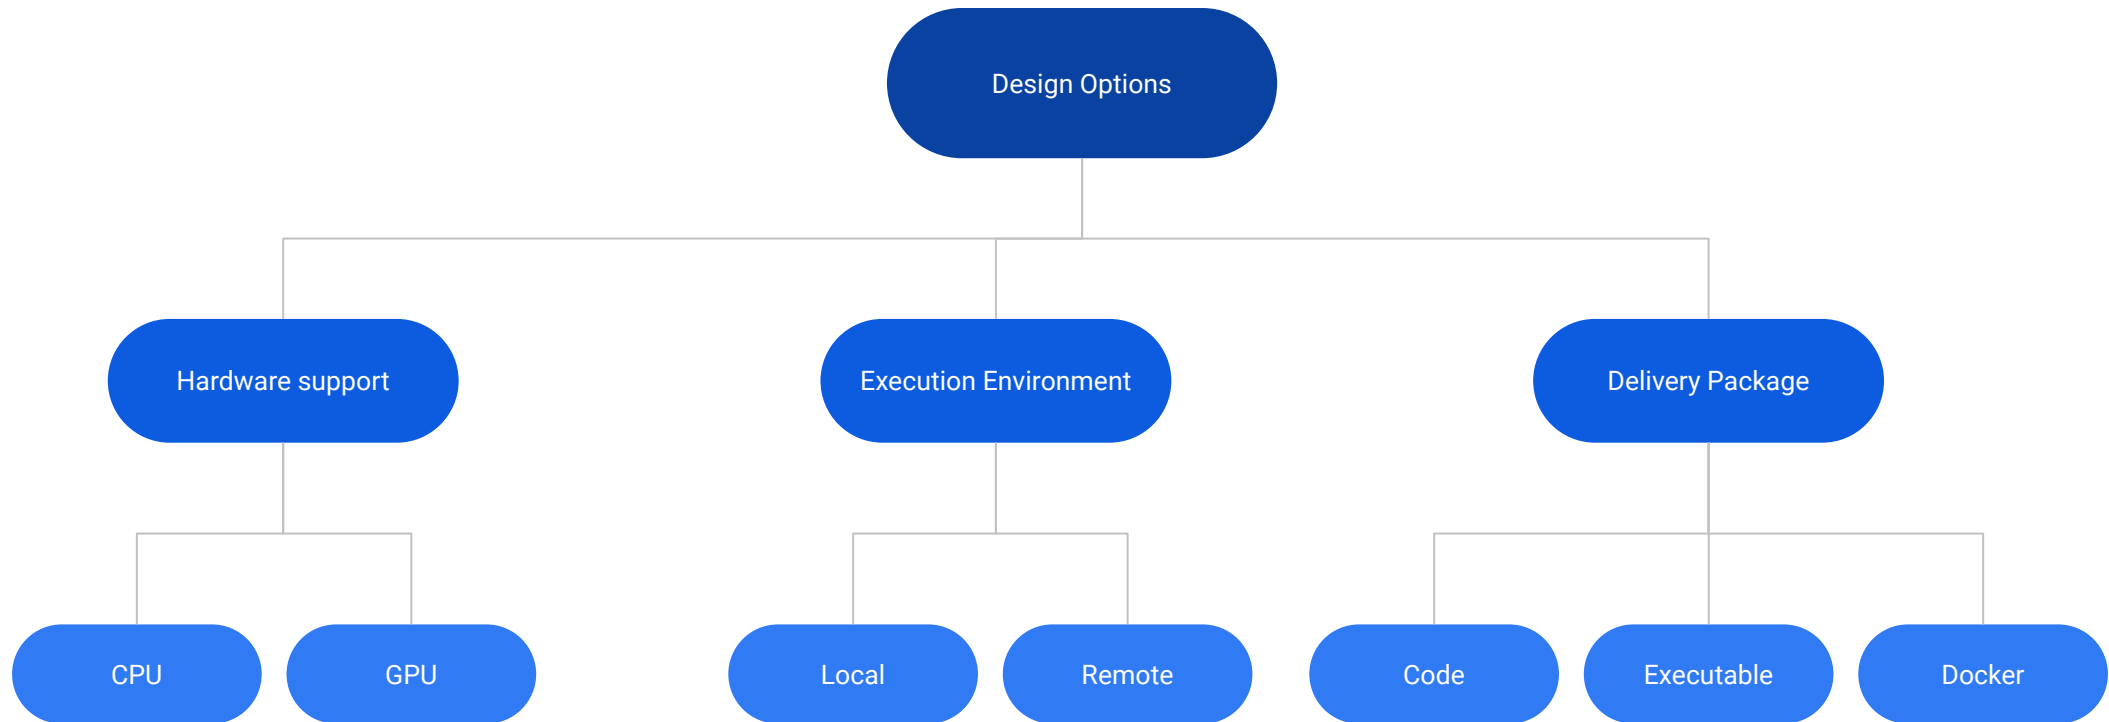 Design Options
Hardware support
Execution Environment
Delivery Package
CPU
GPU
Local
Remote
Code
Executable
Docker